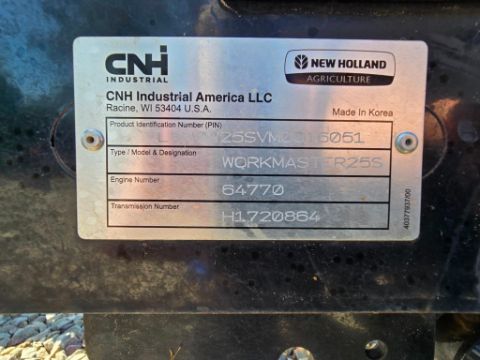 CNH
INDUSTRIAL
NEW HOLLAND
AGRICULTURE
CNH Industrial America LLC
Racine, WI 53404 U.S.A.
Made in Korea
Product Identification Number (PIN)
Type / Model & Designation
WORKMASTER25S
Engine Number
64770
Transmission Number
H1720864